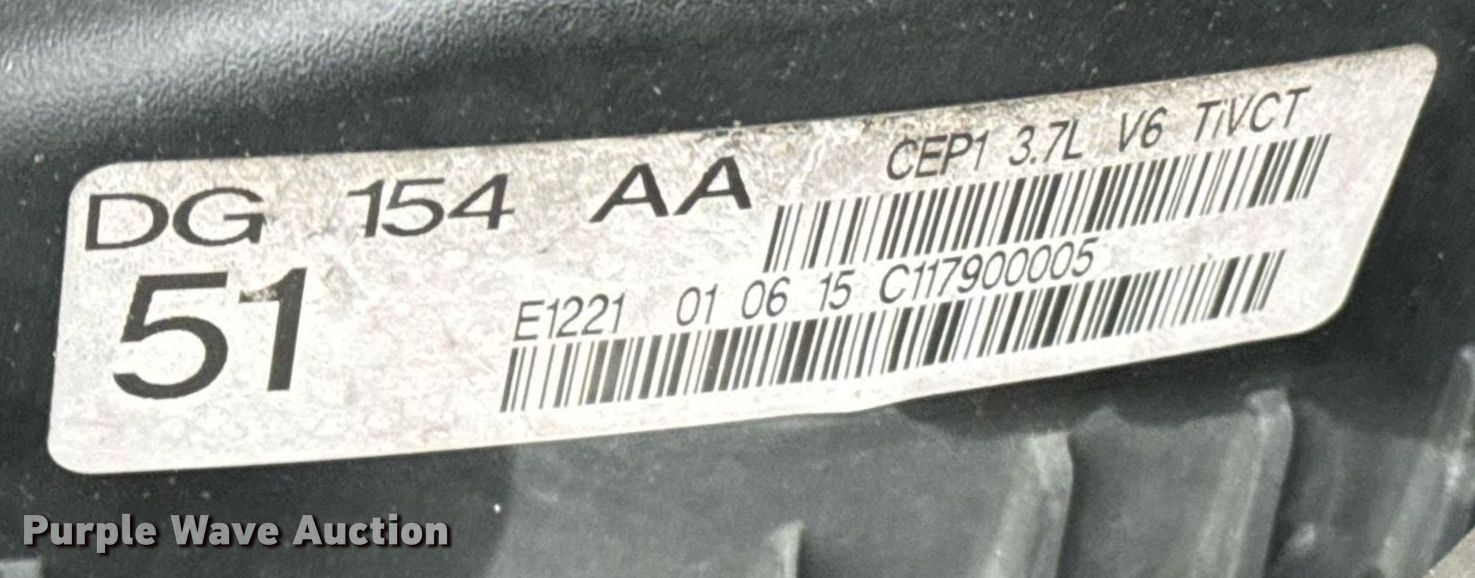 CEP1 3.7L V6 TiVCT
DG 154 AA
51
E1221 01 06 15 C117900005
Purple Wave Auction